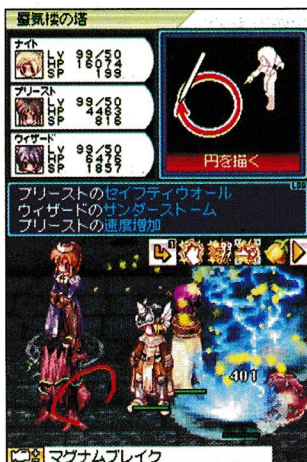 蜃気楼の塔
ナイト
LV 99/50
HP 16074
SP 199
プリースト
LV 99/50
HP 4463
SP 816
ウィザード
LV 99/50
HP 6476
SP 1857
円を描く
プリーストのセイフティウォール
ウィザードのサンダーストーム
プリーストの速度増加
401
マグナムブレイク